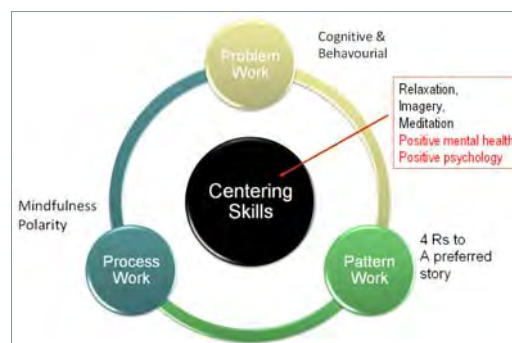 Problem
Work
Cognitive &
Behavourial
Relaxation,
Imagery,
Meditation
Positive mental health
Positive psychology
Centering
Skills
Mindfulness
Polarity
Process
Work
Pattern
Work
4 Rs to
A preferred
story